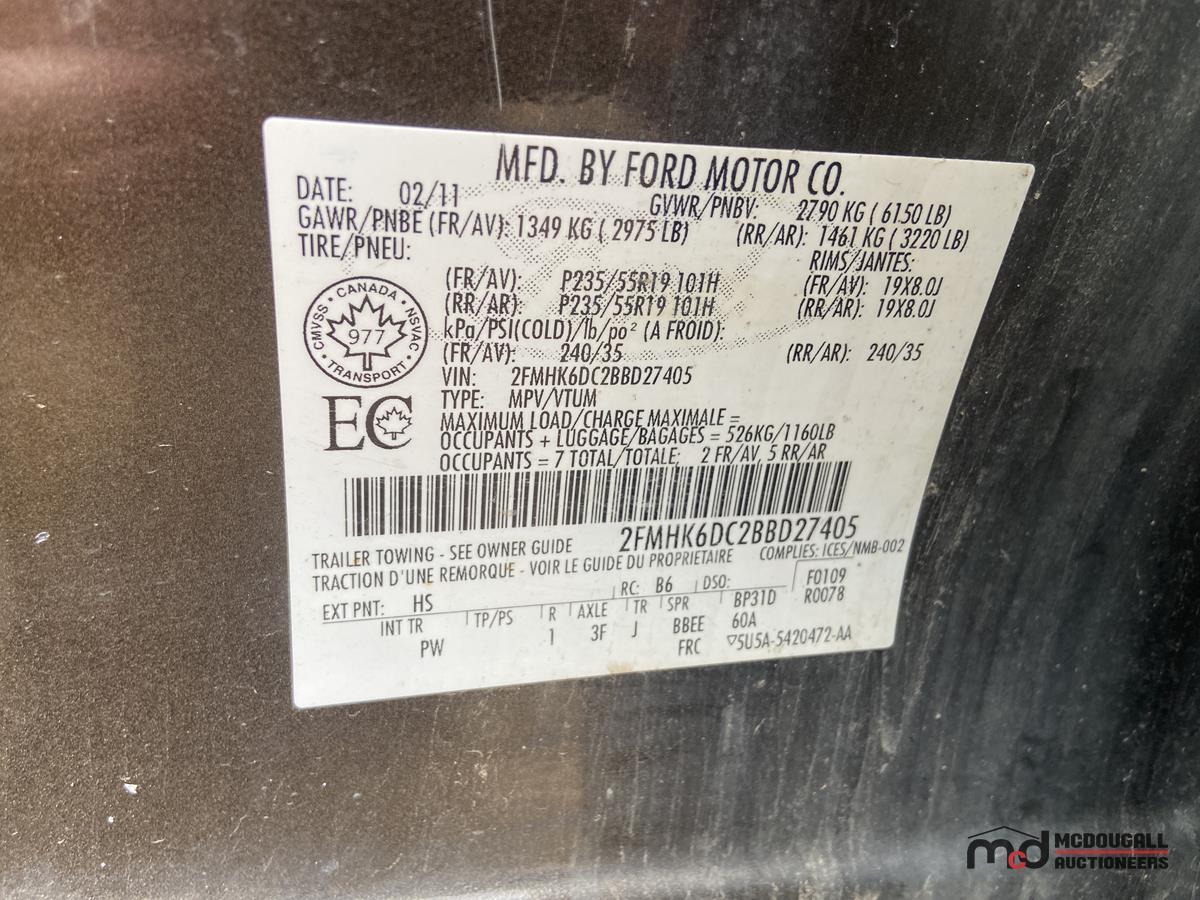 MFD. BY FORD MOTOR CO.
DATE: 02/11 GVWR/PNBV: 2790 KG ( 6150 LB)
GAWR/PNBE (FR/AV): 1349 KG ( 2975 LB) (RR/AR): 1461 KG ( 3220 LB)
TIRE/PNEU: RIMS/JANTES:
(FR/AV): P235/55R19 101H (FR/AV): 19X8.0J
(RR/AR): P235/55R19 101H (RR/AR): 19X8.0J
kPa/PSI(COLD)/lb/po² (A FROID):
(FR/AV): 240/35 (RR/AR): 240/35
CANADA
CMVSS NSVAC
977
TRANSPORT
VIN: 2FMHK6DC2BBD27405
TYPE: MPV/VTUM
EC
MAXIMUM LOAD/CHARGE MAXIMALE =
OCCUPANTS + LUGGAGE/BAGAGES = 526KG/1160LB
OCCUPANTS = 7 TOTAL/TOTALE; 2 FR/AV, 5 RR/AR
2FMHK6DC2BBD27405
TRAILER TOWING - SEE OWNER GUIDE COMPLIES: ICES/NMB-002
TRACTION D'UNE REMORQUE - VOIR LE GUIDE DU PROPRIETAIRE
EXT PNT: HS RC: B6 DSO: F0109
R0078
INT TR TP/PS R AXLE TR SPR BP31D
PW 1 3F J BBEE 60A
FRC ▽5U5A-5420472-AA
mcd MCDOUGALL
AUCTIONEERS